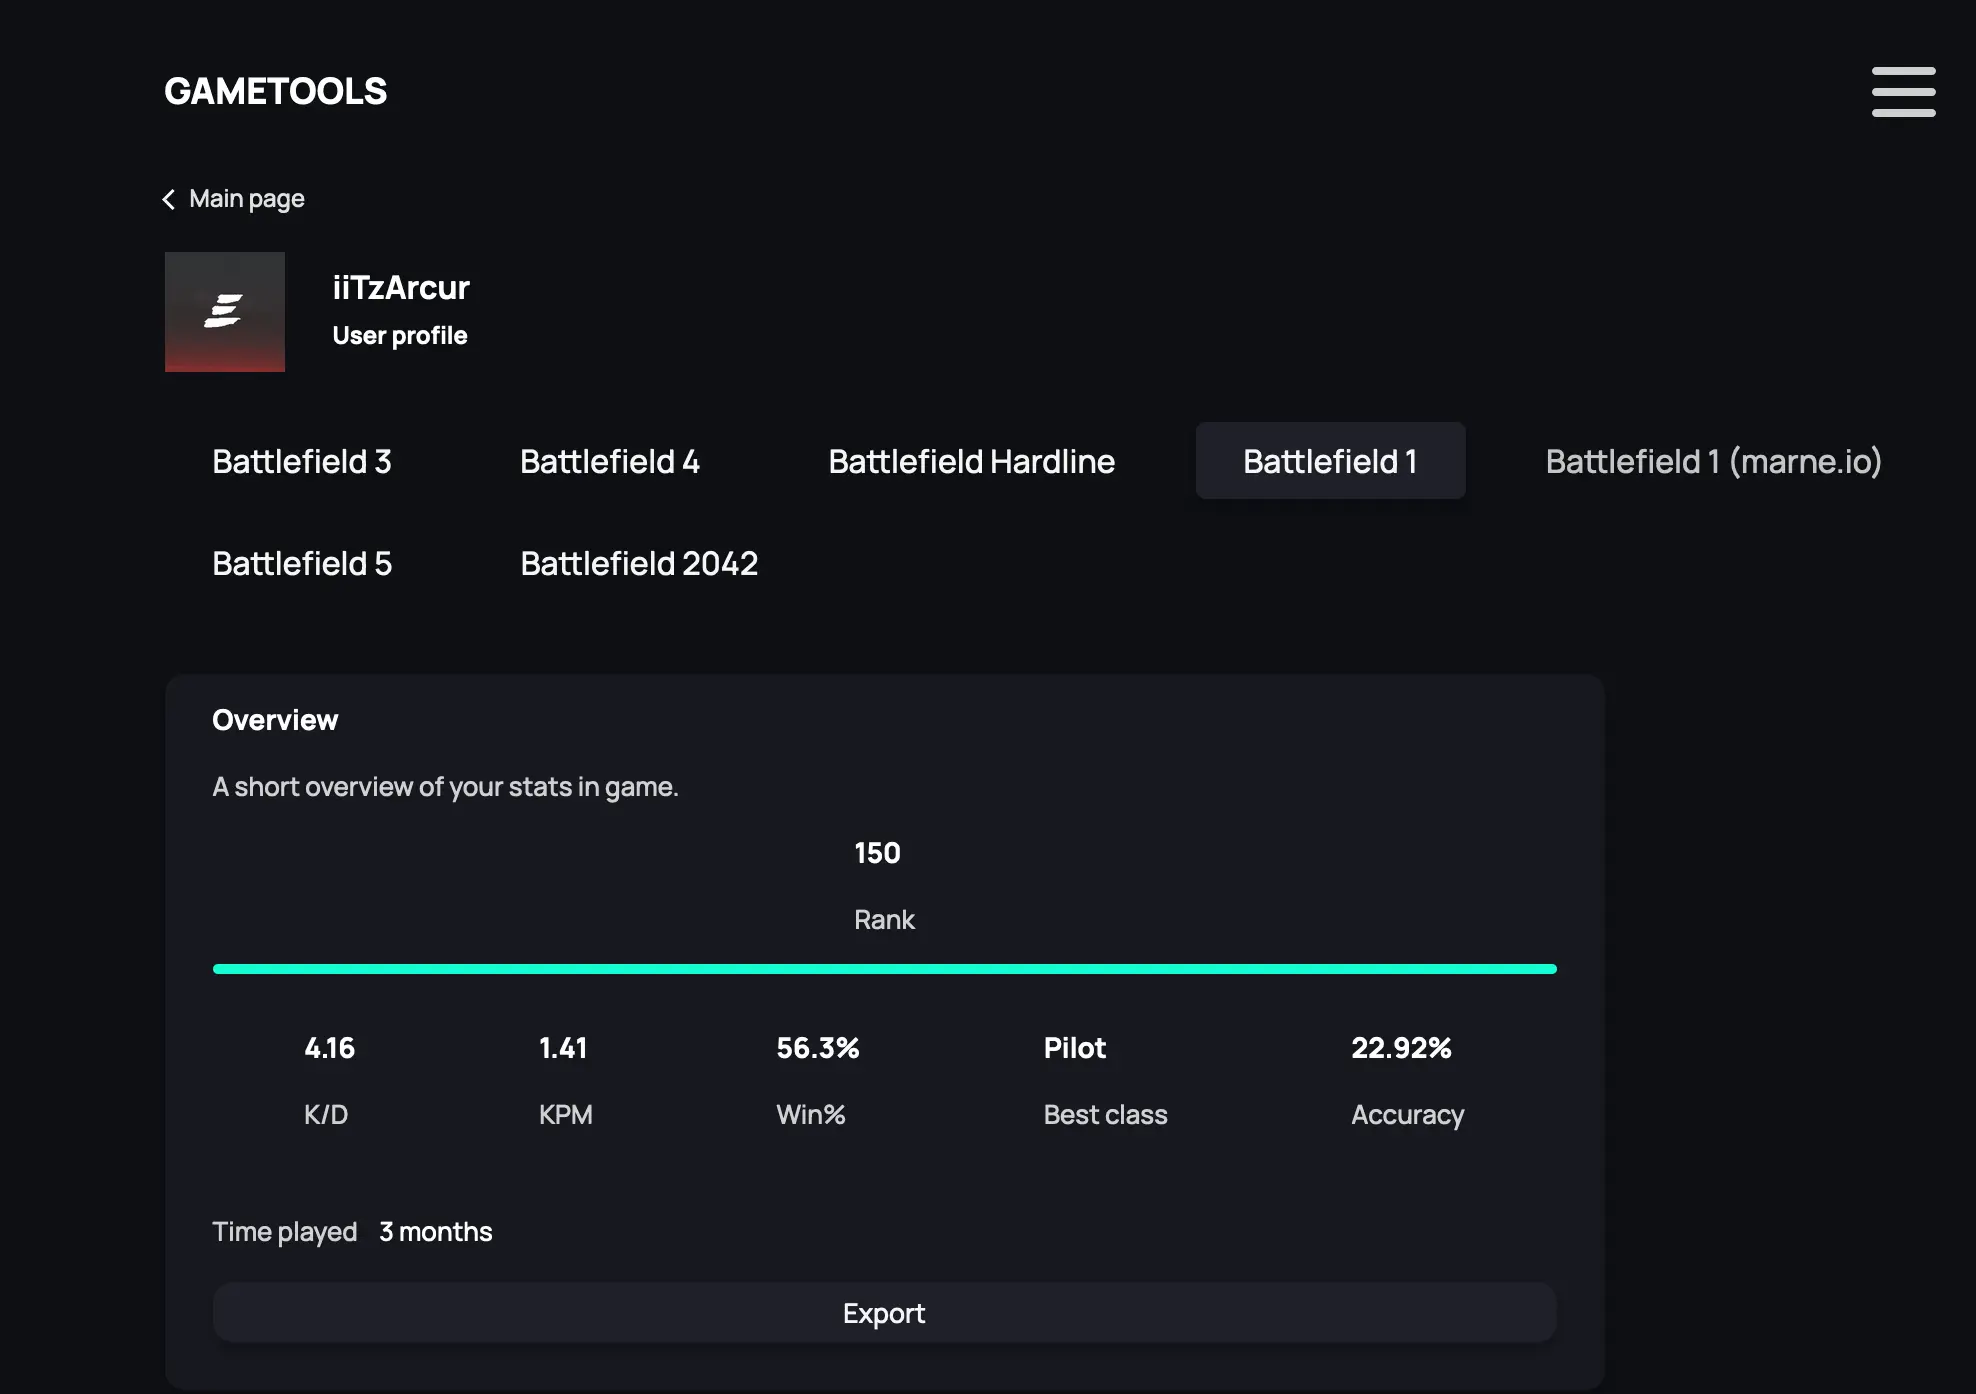 GAMETOOLS
Main page
iiTzArcur
User profile
Battlefield 3 Battlefield 4 Battlefield Hardline Battlefield 1 Battlefield 1 (marne.io)
Battlefield 5 Battlefield 2042
Overview
A short overview of your stats in game.
150
Rank
4.16 1.41 56.3% Pilot 22.92%
K/D KPM Win% Best class Accuracy
Time played 3 months
Export